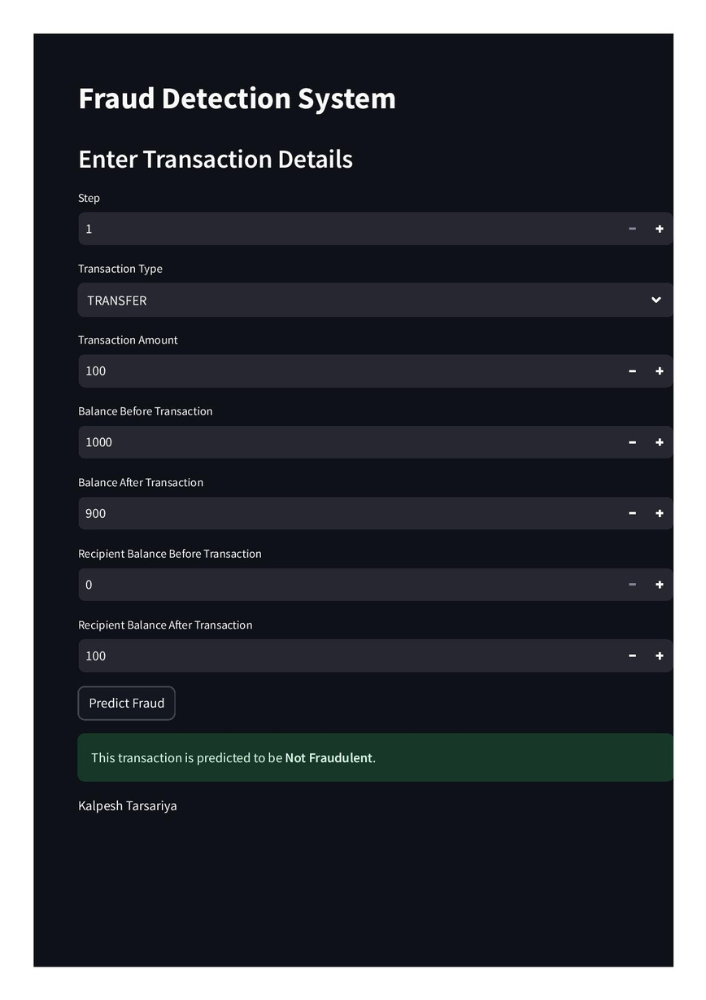 Fraud Detection System
Enter Transaction Details
Step
1
Transaction Type
TRANSFER
Transaction Amount
100
Balance Before Transaction
1000
Balance After Transaction
900
Recipient Balance Before Transaction
0
Recipient Balance After Transaction
100
Predict Fraud
This transaction is predicted to be Not Fraudulent.
Kalpesh Tarsariya